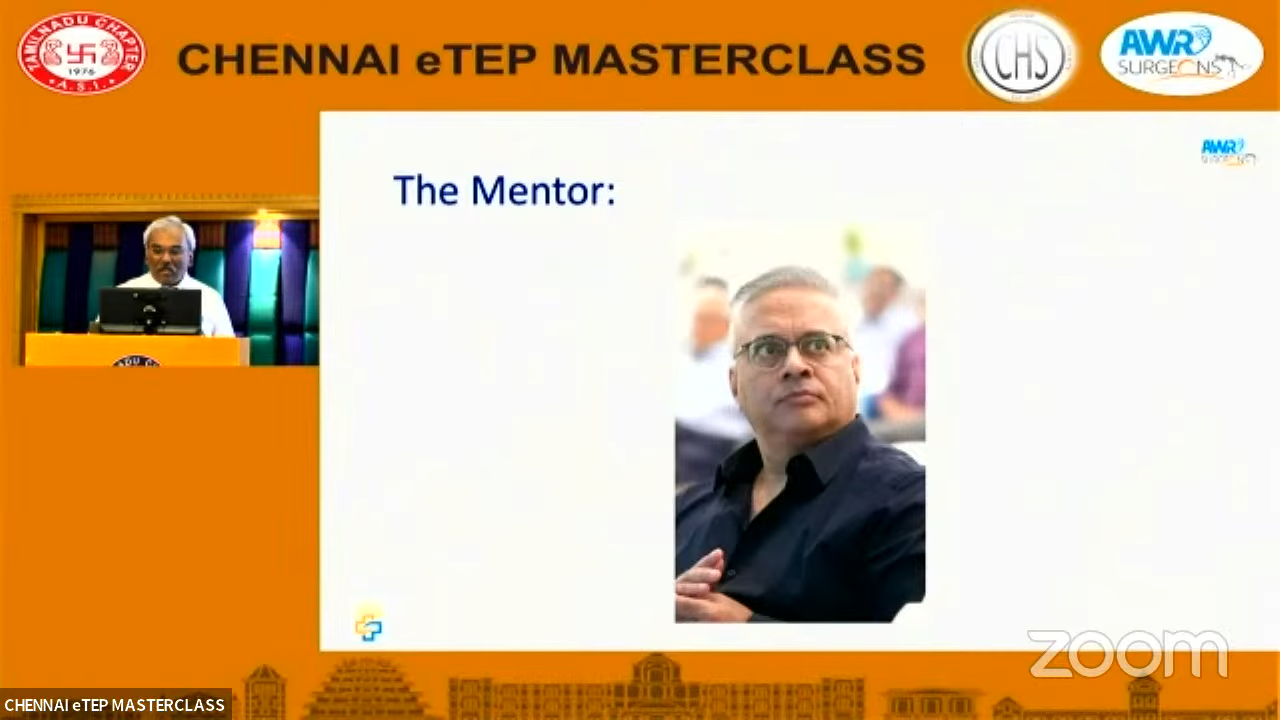 TAMILNADU CHAPTER
1976
A.S.I.
CHENNAI eTEP MASTERCLASS
CHS
AWR
SURGEONS
AWR
SURGEONS
The Mentor:
zoom
CHENNAI eTEP MASTERCLASS